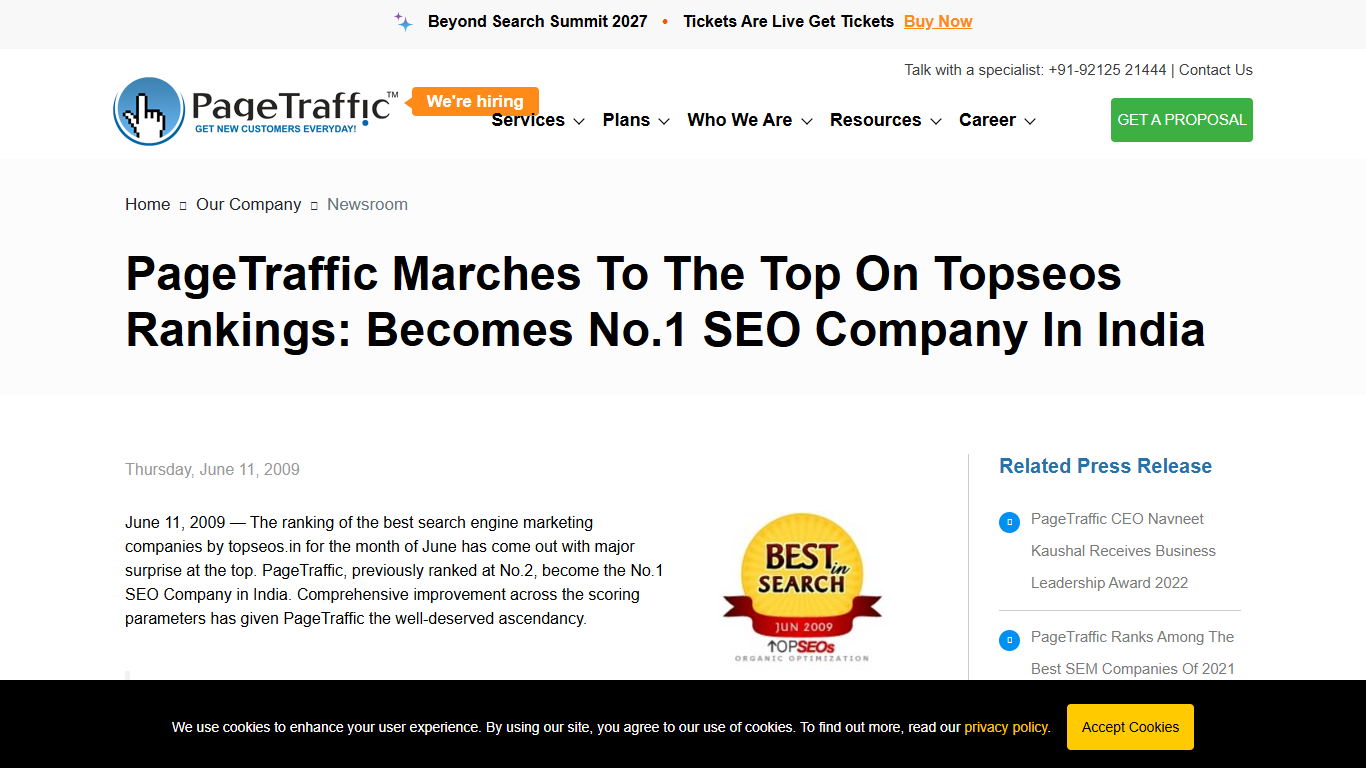 Beyond Search Summit 2027 • Tickets Are Live Get Tickets Buy Now
Talk with a specialist: +91-92125 21444 | Contact Us
PageTraffic™
GET NEW CUSTOMERS EVERYDAY!
We're hiring
Services Plans Who We Are Resources Career
GET A PROPOSAL
Home Our Company Newsroom
PageTraffic Marches To The Top On Topseos
Rankings: Becomes No.1 SEO Company In India
Thursday, June 11, 2009
June 11, 2009 — The ranking of the best search engine marketing
companies by topseos.in for the month of June has come out with major
surprise at the top. PageTraffic, previously ranked at No.2, become the No.1
SEO Company in India. Comprehensive improvement across the scoring
parameters has given PageTraffic the well-deserved ascendancy.
BEST in
SEARCH
JUN 2009
TOPSEOs
ORGANIC OPTIMIZATION
Related Press Release
PageTraffic CEO Navneet
Kaushal Receives Business
Leadership Award 2022
PageTraffic Ranks Among The
Best SEM Companies Of 2021
We use cookies to enhance your user experience. By using our site, you agree to our use of cookies. To find out more, read our privacy policy.
Accept Cookies